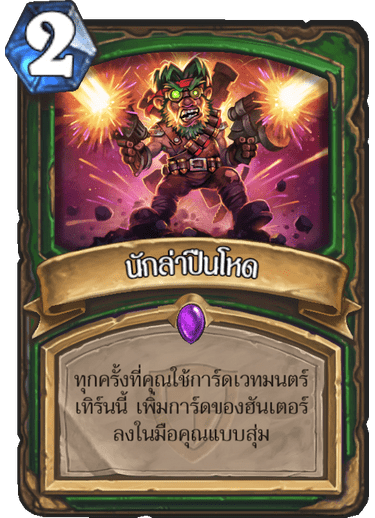 2
นักล่าปืนโหด
ทุกครั้งที่คุณใช้การ์ดเวทมนตร์
เทิร์นนี้ เพิ่มการ์ดของฮันเตอร์
ลงในมือคุณแบบสุ่ม